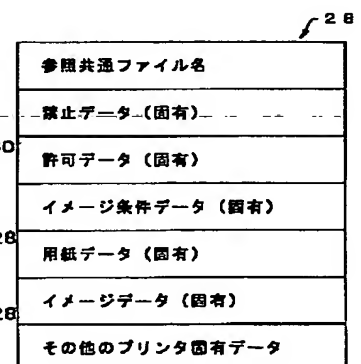 28
参照共通ファイル名
禁止データ（固有）
許可データ（固有）
イメージ条件データ（固有）
28
用紙データ（固有）
28
イメージデータ（固有）
その他のプリンタ固有データ